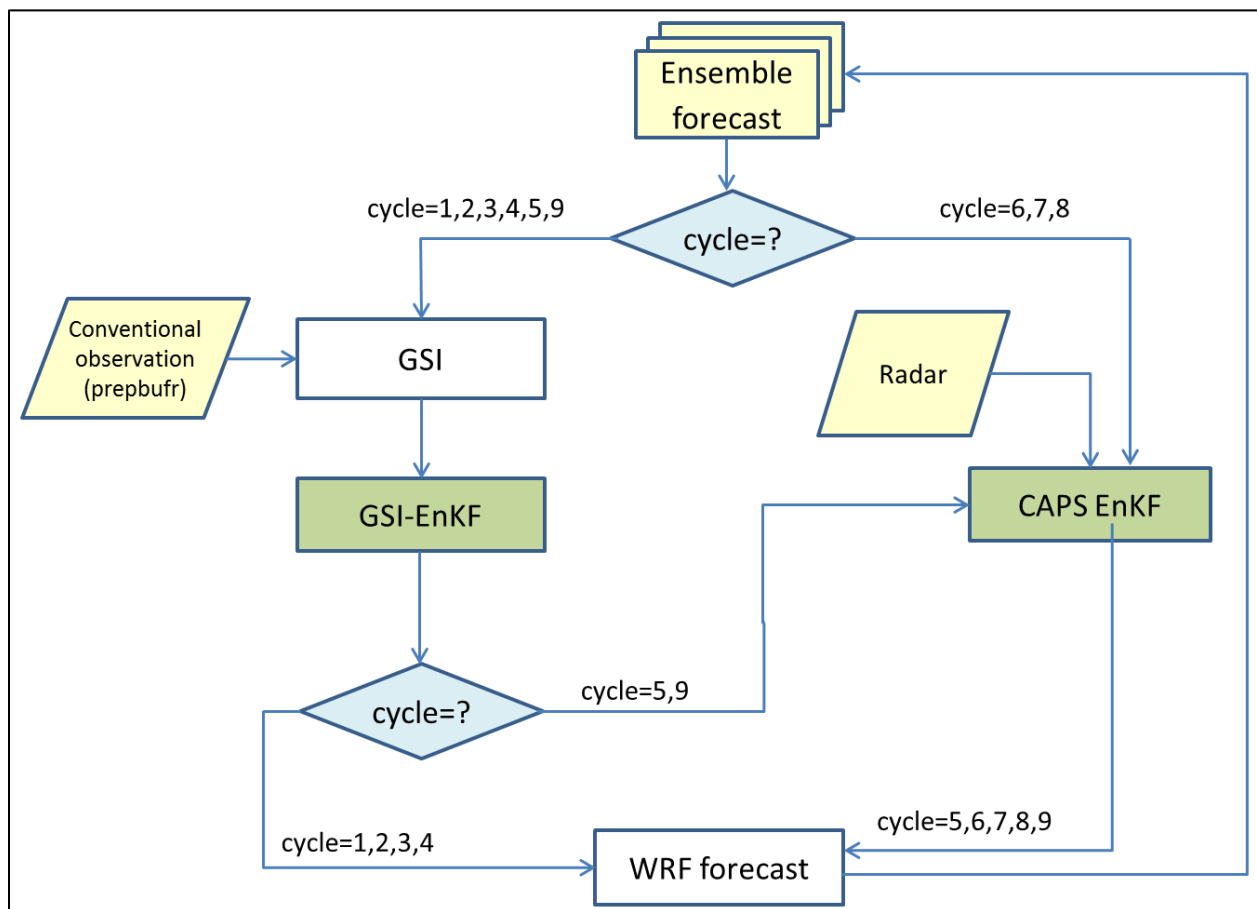 Ensemble
forecast
cycle=1,2,3,4,5,9
cycle=6,7,8
cycle=?
Conventional
observation
(prepbufr)
GSI
Radar
GSI-EnKF
CAPS EnKF
cycle=?
cycle=5,9
cycle=1,2,3,4
cycle=5,6,7,8,9
WRF forecast